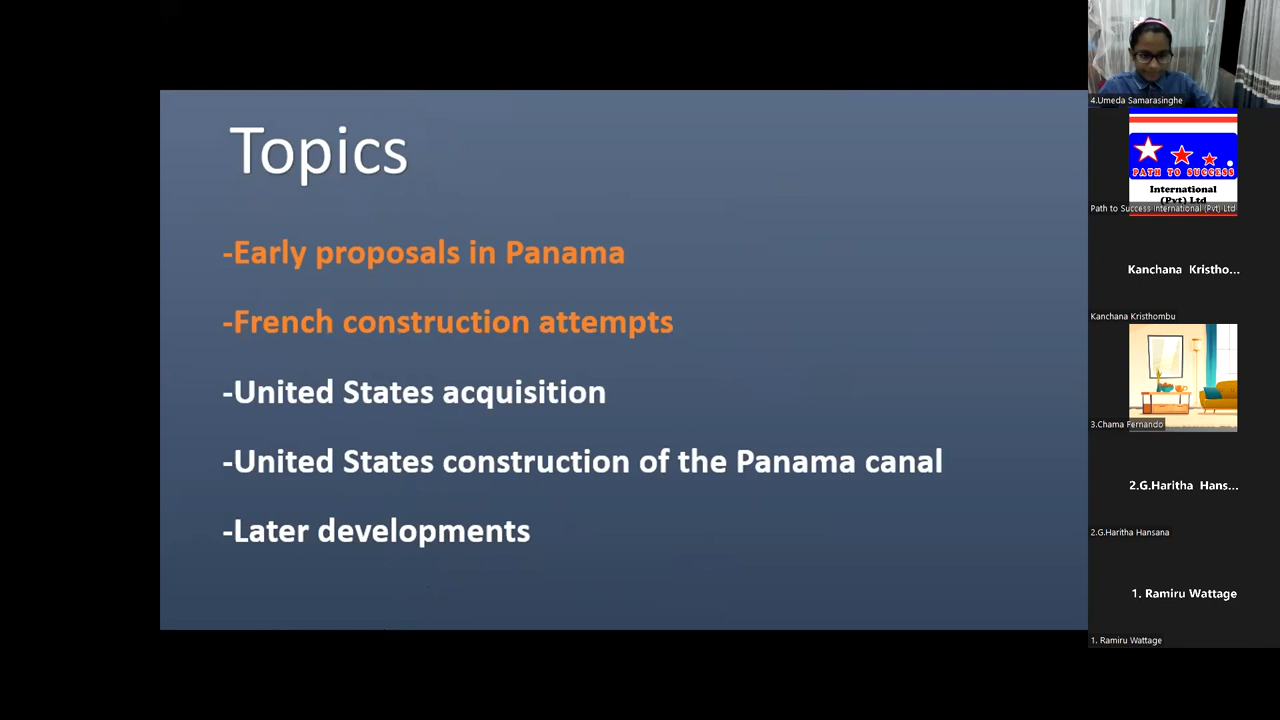 Topics
-Early proposals in Panama
-French construction attempts
-United States acquisition
-United States construction of the Panama canal
-Later developments
4.Umeda Samarasinghe
PATH TO SUCCESS
International
(Pvt) Ltd
Path to Success International (Pvt) Ltd
Kanchana Kristho...
Kanchana Kristhombu
3.Chama Fernando
2.G.Haritha Hans...
2.G.Haritha Hansana
1. Ramiru Wattage
1. Ramiru Wattage